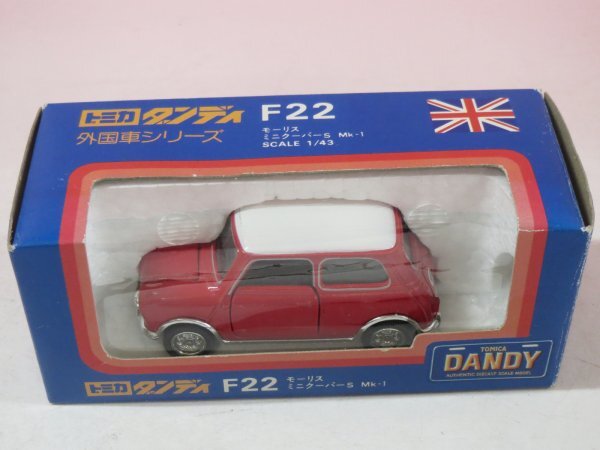 トミカ ダンディ F22
外国車シリーズ
モーリス
ミニクーパーS Mk-1
SCALE 1/43
トミカ ダンディ F22 モーリス
ミニクーパーS Mk-1
TOMICA
DANDY
AUTHENTIC DIECAST SCALE MODEL